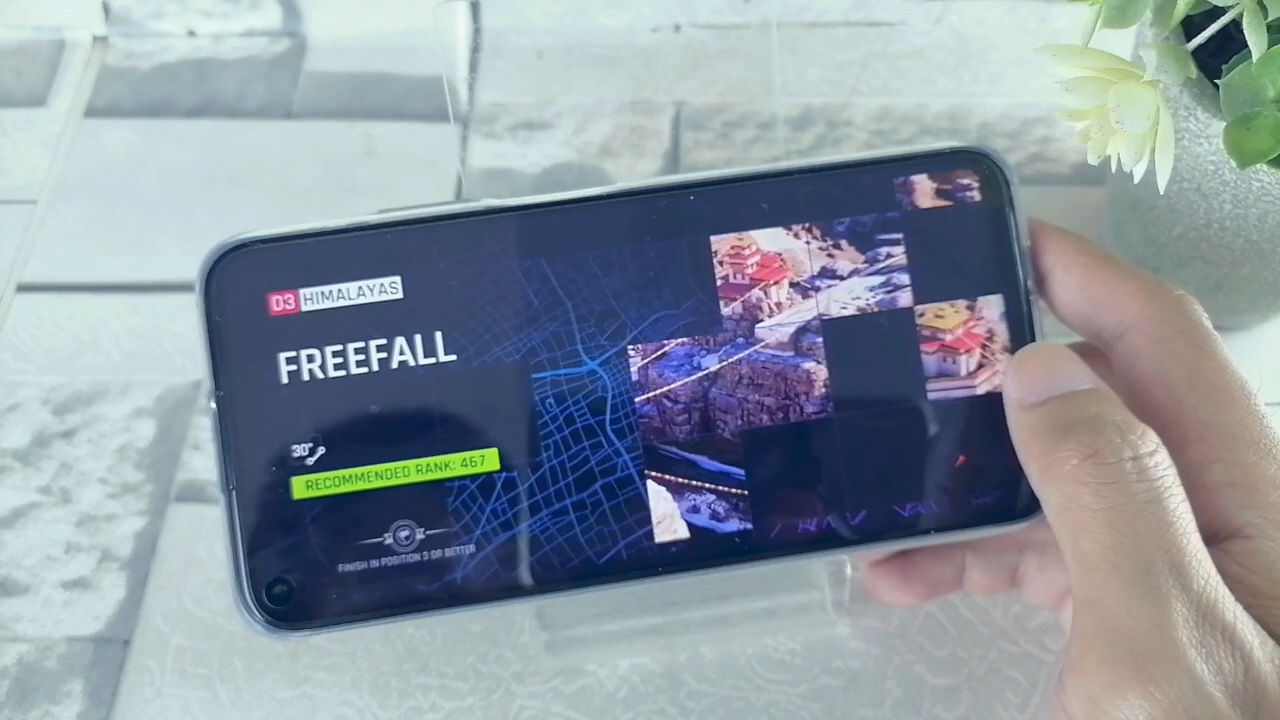 03 HIMALAYAS
FREEFALL
30°
RECOMMENDED RANK: 467
FINISH IN POSITION 3 OR BETTER